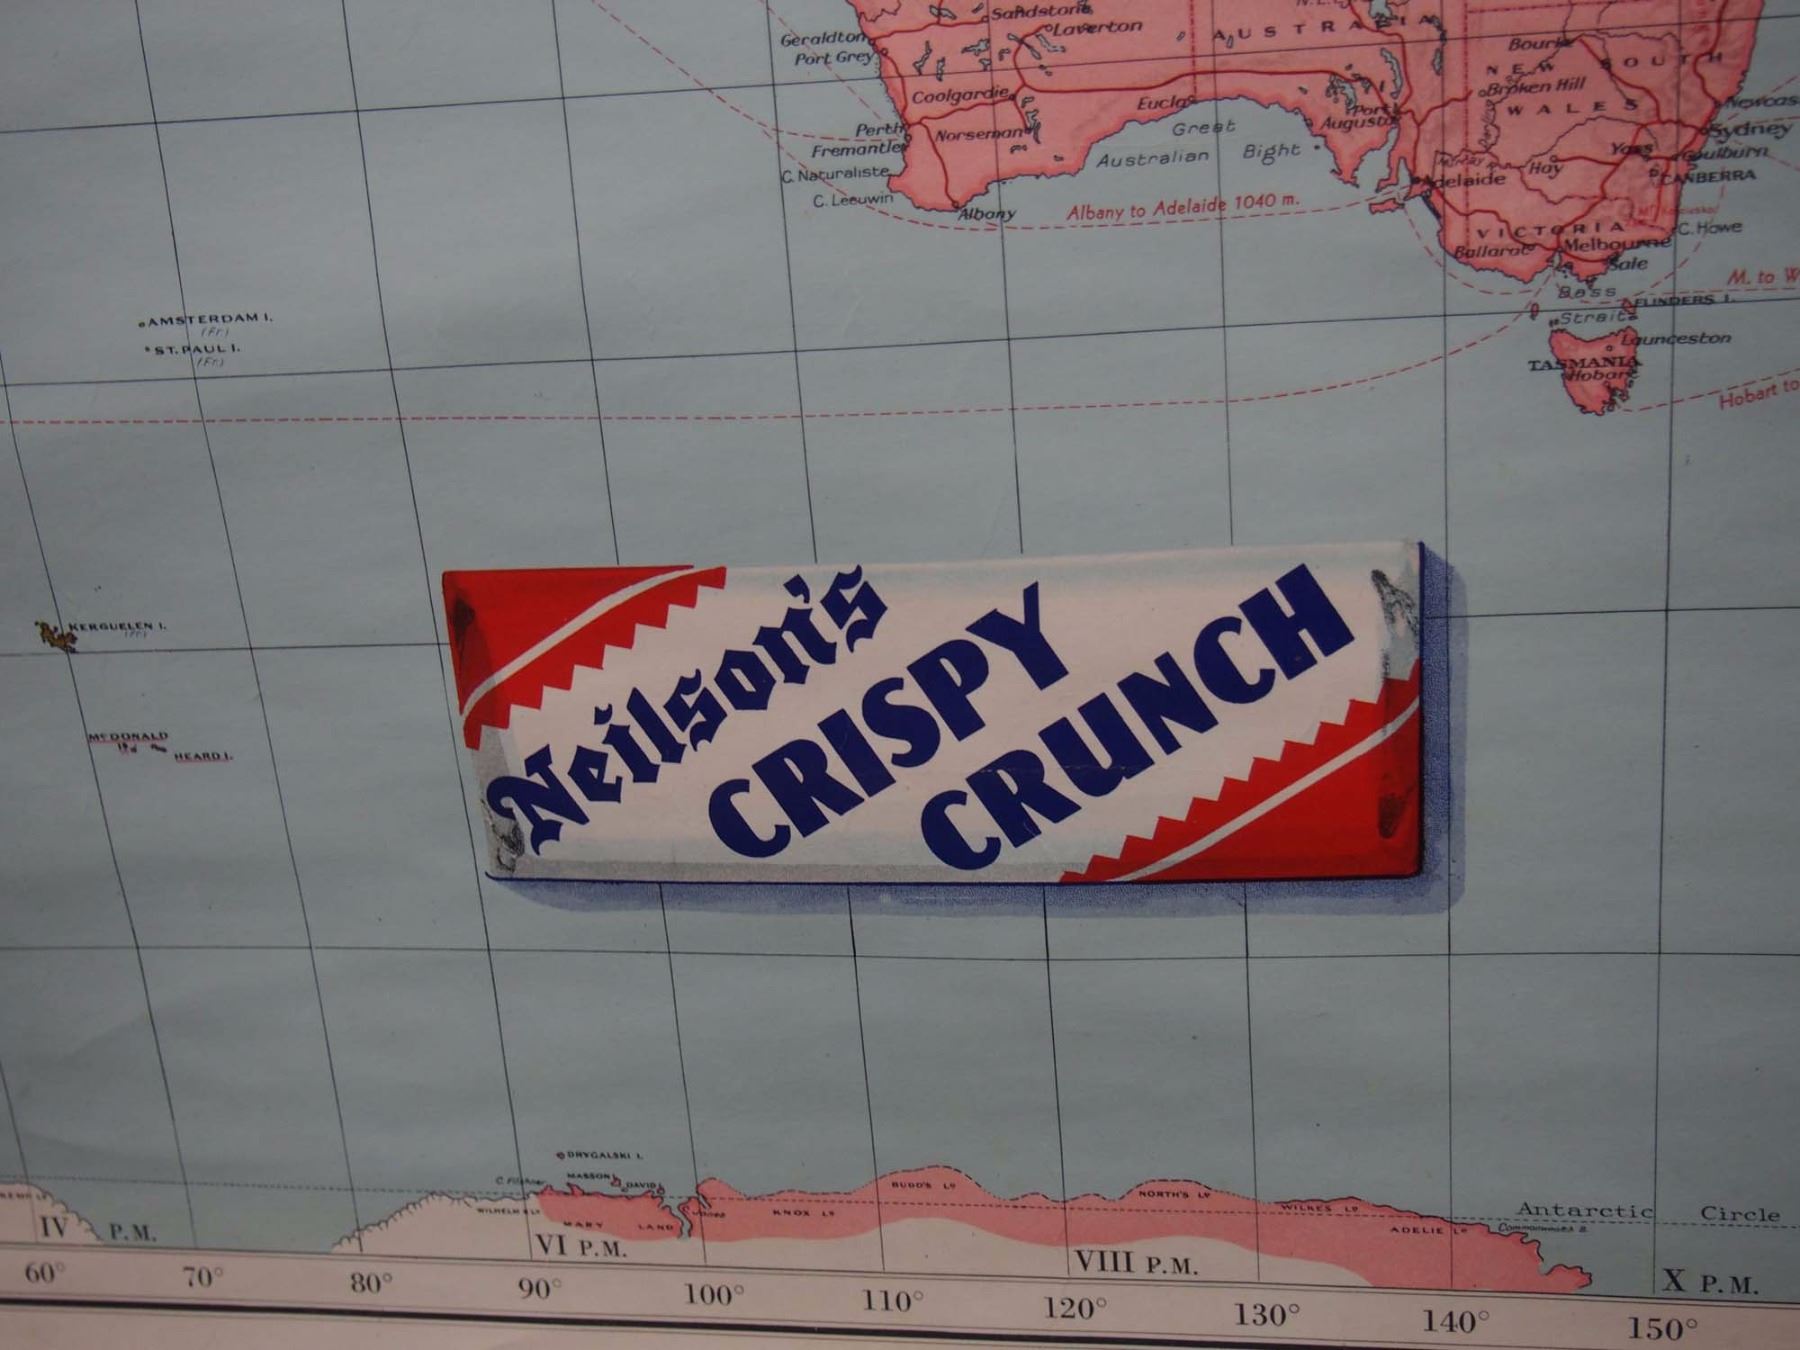 Sandstone
Geraldton
Laverton
AUSTRALIA
Port Grey
Bourke
NEW SOUTH
WALES
Coolgardie
Eucla
Broken Hill
Newcas
Port
Augusta
Perth
Norseman
Great
Australian Bight
Sydney
Fremantle
Yass
Goulburn
C. Naturaliste
Hay
Adelaide
CANBERRA
C. Leeuwin
Albany
Albany to Adelaide 1040 m.
VICTORIA
C. Howe
Ballarat
Melbourne
Sale
M. to W
Bass
Strait
FLINDERS I.
AMSTERDAM I.
(Fr.)
ST. PAUL I.
(Fr.)
Launceston
TASMANIA
Hobart
Hobart to
Neilson's
CRISPY
CRUNCH
KERGUELEN I.
(Fr.)
McDONALD
Is.
HEARD I.
DRYGALSKI I.
MASSON
DAVID I.
BUDD'S LD
NORTH'S LD
KNOX LD
WILKES LD
Antarctic Circle
MARY LAND
ADELIE LD
IV P.M.
VI P.M.
VIII P.M.
X P.M.
60° 70° 80° 90° 100° 110° 120° 130° 140° 150°